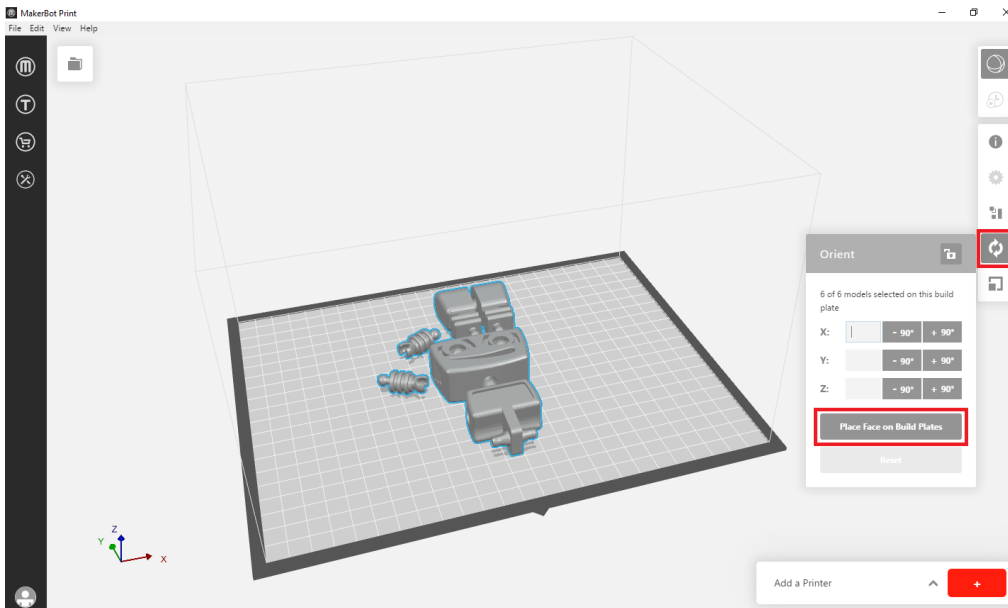 MakerBot Print
File Edit View Help
Orient
6 of 6 models selected on this build
plate
X: - 90° + 90°
Y: - 90° + 90°
Z: - 90° + 90°
Place Face on Build Plates
Reset
Z
Y
X
Add a Printer
+